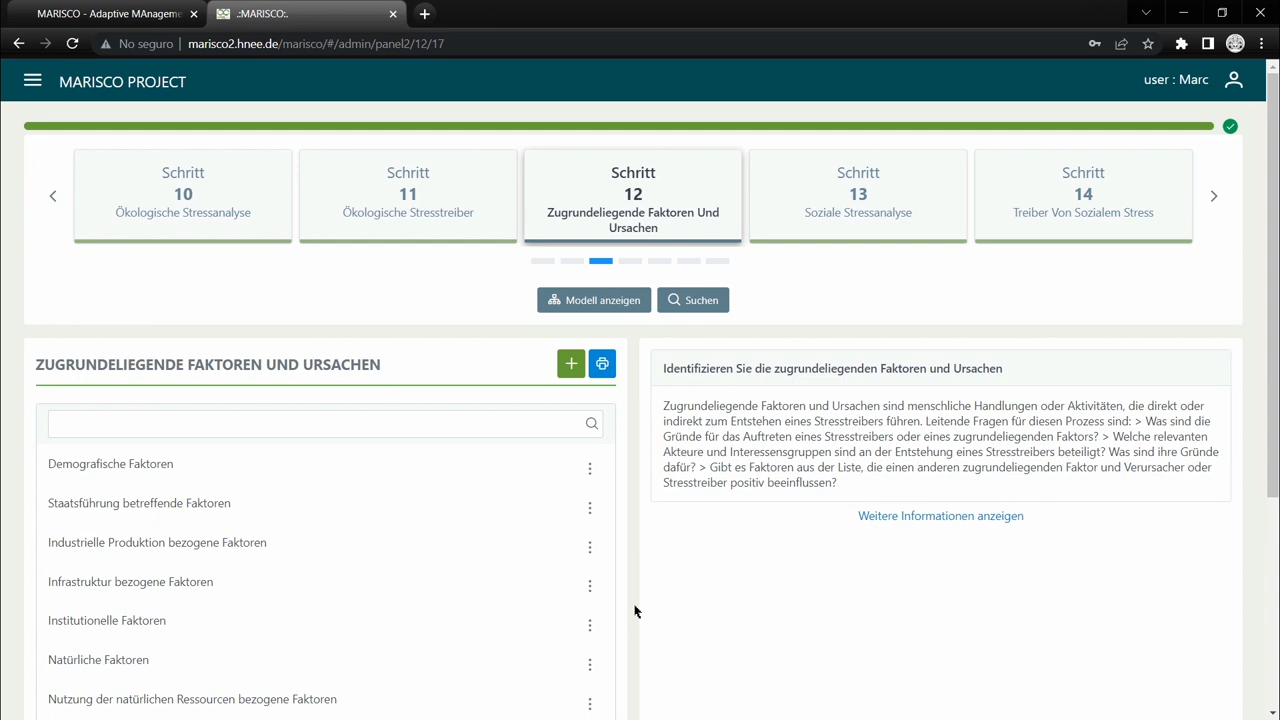 MARISCO - Adaptive MAnageme
.:MARISCO:.
No seguro
marisco2.hnee.de/marisco/#/admin/panel2/12/17
MARISCO PROJECT
user : Marc
Schritt
10
Ökologische Stressanalyse
Schritt
11
Ökologische Stresstreiber
Schritt
12
Zugrundeliegende Faktoren Und
Ursachen
Schritt
13
Soziale Stressanalyse
Schritt
14
Treiber Von Sozialem Stress
Modell anzeigen
Suchen
ZUGRUNDELIEGENDE FAKTOREN UND URSACHEN
Demografische Faktoren
Staatsführung betreffende Faktoren
Industrielle Produktion bezogene Faktoren
Infrastruktur bezogene Faktoren
Institutionelle Faktoren
Natürliche Faktoren
Nutzung der natürlichen Ressourcen bezogene Faktoren
Identifizieren Sie die zugrundeliegenden Faktoren und Ursachen
Zugrundeliegende Faktoren und Ursachen sind menschliche Handlungen oder Aktivitäten, die direkt oder
indirekt zum Entstehen eines Stresstreibers führen. Leitende Fragen für diesen Prozess sind: > Was sind die
Gründe für das Auftreten eines Stresstreibers oder eines zugrundeliegenden Faktors? > Welche relevanten
Akteure und Interessensgruppen sind an der Entstehung eines Stresstreibers beteiligt? Was sind ihre Gründe
dafür? > Gibt es Faktoren aus der Liste, die einen anderen zugrundeliegenden Faktor und Verursacher oder
Stresstreiber positiv beeinflussen?
Weitere Informationen anzeigen